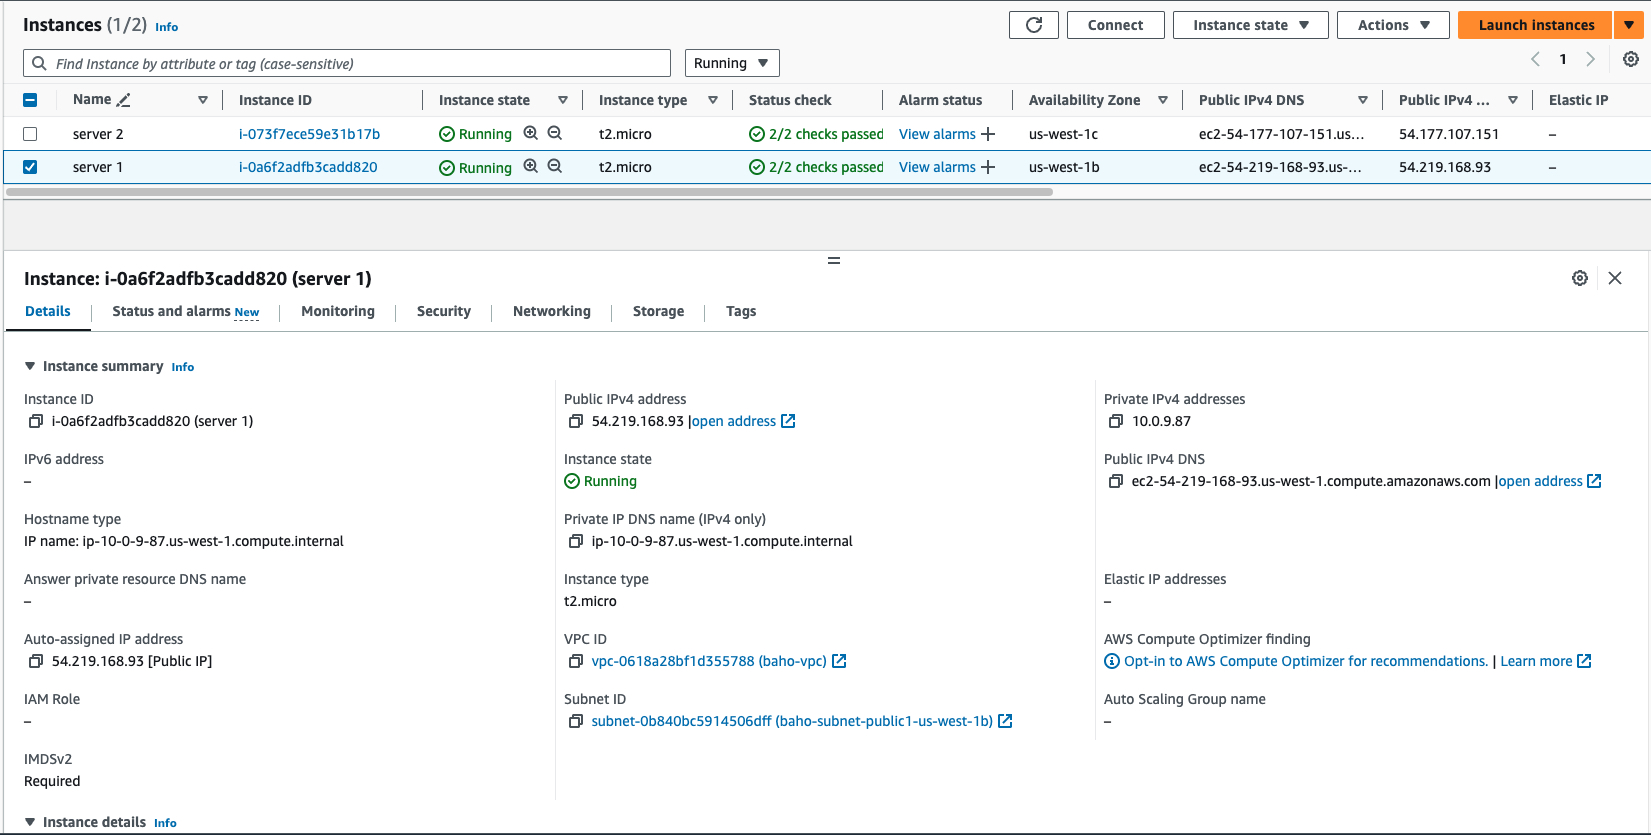 Instances (1/2) Info
Connect
Instance state
Actions
Launch instances
Find Instance by attribute or tag (case-sensitive)
Running
1
Name Instance ID Instance state Instance type Status check Alarm status Availability Zone Public IPv4 DNS Public IPv4 ... Elastic IP
server 2 i-073f7ece59e31b17b Running t2.micro 2/2 checks passed View alarms us-west-1c ec2-54-177-107-151.us... 54.177.107.151 –
server 1 i-0a6f2adfb3cadd820 Running t2.micro 2/2 checks passed View alarms us-west-1b ec2-54-219-168-93.us-... 54.219.168.93 –
Instance: i-0a6f2adfb3cadd820 (server 1)
Details Status and alarms New Monitoring Security Networking Storage Tags
Instance summary Info
Instance ID
i-0a6f2adfb3cadd820 (server 1)
Public IPv4 address
54.219.168.93 |open address
Private IPv4 addresses
10.0.9.87
IPv6 address
–
Instance state
Running
Public IPv4 DNS
ec2-54-219-168-93.us-west-1.compute.amazonaws.com |open address
Hostname type
IP name: ip-10-0-9-87.us-west-1.compute.internal
Private IP DNS name (IPv4 only)
ip-10-0-9-87.us-west-1.compute.internal
Answer private resource DNS name
–
Instance type
t2.micro
Elastic IP addresses
–
Auto-assigned IP address
54.219.168.93 [Public IP]
VPC ID
vpc-0618a28bf1d355788 (baho-vpc)
AWS Compute Optimizer finding
Opt-in to AWS Compute Optimizer for recommendations. | Learn more
IAM Role
–
Subnet ID
subnet-0b840bc5914506dff (baho-subnet-public1-us-west-1b)
Auto Scaling Group name
–
IMDSv2
Required
Instance details Info